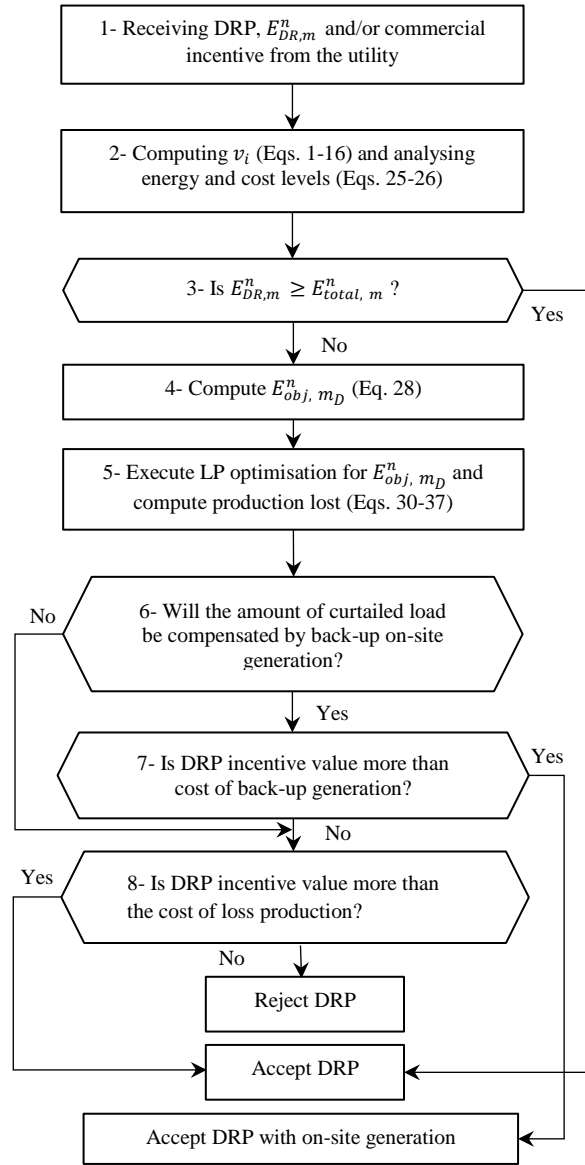 1- Receiving DRP, E^n_{DR,m} and/or commercial
incentive from the utility
2- Computing v_i (Eqs. 1-16) and analysing
energy and cost levels (Eqs. 25-26)
3- Is E^n_{DR,m} ≥ E^n_{total, m} ?
Yes
No
4- Compute E^n_{obj, m_D} (Eq. 28)
5- Execute LP optimisation for E^n_{obj, m_D} and
compute production lost (Eqs. 30-37)
No
6- Will the amount of curtailed load
be compensated by back-up on-site
generation?
Yes
7- Is DRP incentive value more than
cost of back-up generation?
Yes
No
Yes
8- Is DRP incentive value more than
the cost of loss production?
No
Reject DRP
Accept DRP
Accept DRP with on-site generation